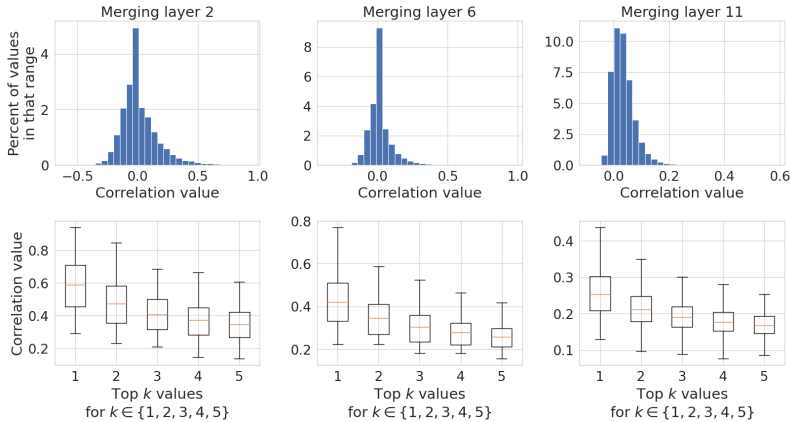 Merging layer 2
Merging layer 6
Merging layer 11
Percent of values
in that range
4
2
0
8
6
4
2
0
10.0
7.5
5.0
2.5
0.0
−0.5 0.0 0.5 1.0
0.0 0.5 1.0
0.0 0.2 0.4 0.6
Correlation value
Correlation value
Correlation value
Correlation value
0.8
0.6
0.4
0.2
0.8
0.6
0.4
0.2
0.4
0.3
0.2
0.1
1 2 3 4 5
1 2 3 4 5
1 2 3 4 5
Top k values
for k ∈ {1, 2, 3, 4, 5}
Top k values
for k ∈ {1, 2, 3, 4, 5}
Top k values
for k ∈ {1, 2, 3, 4, 5}